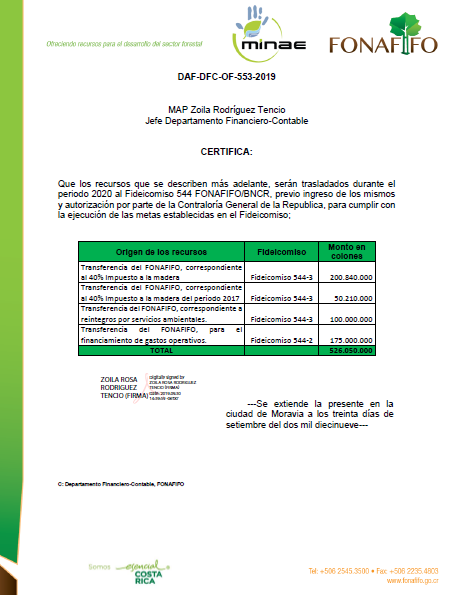 Ofreciendo recursos para el desarrollo del sector forestal
minae
FONAFIFO
DAF-DFC-OF-553-2019
MAP Zoila Rodríguez Tencio
Jefe Departamento Financiero-Contable
CERTIFICA:
Que los recursos que se describen más adelante, serán trasladados durante el
periodo 2020 al Fideicomiso 544 FONAFIFO/BNCR, previo ingreso de los mismos
y autorización por parte de la Contraloría General de la Republica, para cumplir con
la ejecución de las metas establecidas en el Fideicomiso;
Origen de los recursos Fideicomiso Monto en
colones
Transferencia del FONAFIFO, correspondiente
al 40% Impuesto a la madera Fideicomiso 544-3 200.840.000
Transferencia del FONAFIFO, correspondiente
al 40% Impuesto a la madera del periodo 2017 Fideicomiso 544-3 50.210.000
Transferencia del FONAFIFO, correspondiente a
reintegros por servicios ambientales. Fideicomiso 544-3 100.000.000
Transferencia del FONAFIFO, para el
financiamiento de gastos operativos. Fideicomiso 544-2 175.000.000
TOTAL 526.050.000
ZOILA ROSA
RODRIGUEZ
TENCIO (FIRMA)
Digitally signed by
ZOILA ROSA RODRIGUEZ
TENCIO (FIRMA)
---Se extiende la presente en la
ciudad de Moravia a los treinta días de
setiembre del dos mil diecinueve---
C: Departamento Financiero-Contable, FONAFIFO
Somos esencial
COSTA
RICA
Tel: +506 2545.3500 • Fax: +506 2235.4803
www.fonafifo.go.cr